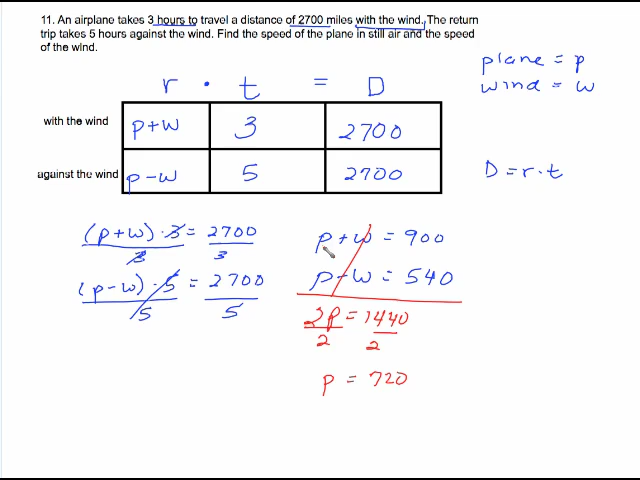 11. An airplane takes 3 hours to travel a distance of 2700 miles with the wind. The return
trip takes 5 hours against the wind. Find the speed of the plane in still air and the speed
of the wind.
plane = p
wind = w
r · t = D
with the wind p+w 3 2700
against the wind p-w 5 2700
D = r·t
(p+w)·3 = 2700
3 3
(p-w)·5 = 2700
5 5
p+w = 900
p-w = 540
2p = 1440
2 2
p = 720